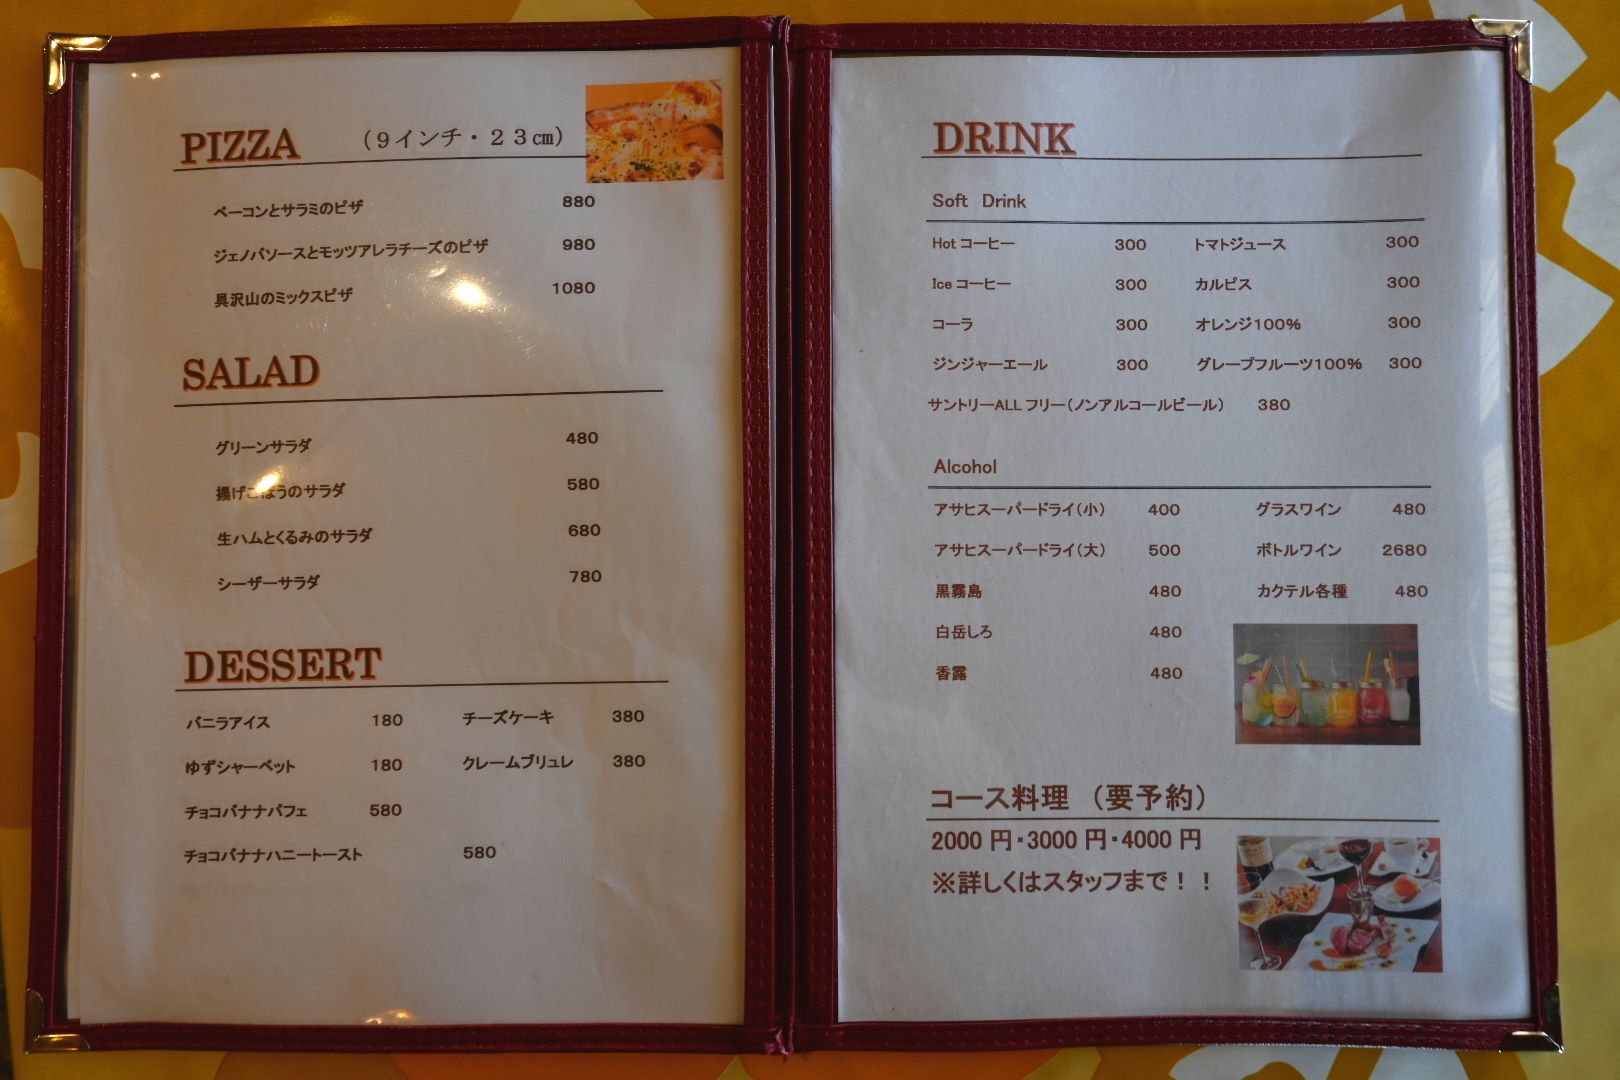 PIZZA （９インチ・２３㎝）
ベーコンとサラミのピザ 880
ジェノバソースとモッツアレラチーズのピザ 980
具沢山のミックスピザ 1080
SALAD
グリーンサラダ 480
揚げごぼうのサラダ 580
生ハムとくるみのサラダ 680
シーザーサラダ 780
DESSERT
バニラアイス 180 チーズケーキ 380
ゆずシャーベット 180 クレームブリュレ 380
チョコバナナパフェ 580
チョコバナナハニートースト 580
DRINK
Soft Drink
Hot コーヒー 300 トマトジュース 300
Ice コーヒー 300 カルピス 300
コーラ 300 オレンジ100% 300
ジンジャーエール 300 グレープフルーツ100% 300
サントリーALL フリー（ノンアルコールビール） 380
Alcohol
アサヒスーパードライ（小） 400 グラスワイン 480
アサヒスーパードライ（大） 500 ボトルワイン 2680
黒霧島 480 カクテル各種 480
白岳しろ 480
香露 480
コース料理 （要予約）
2000 円・3000 円・4000 円
※詳しくはスタッフまで！！